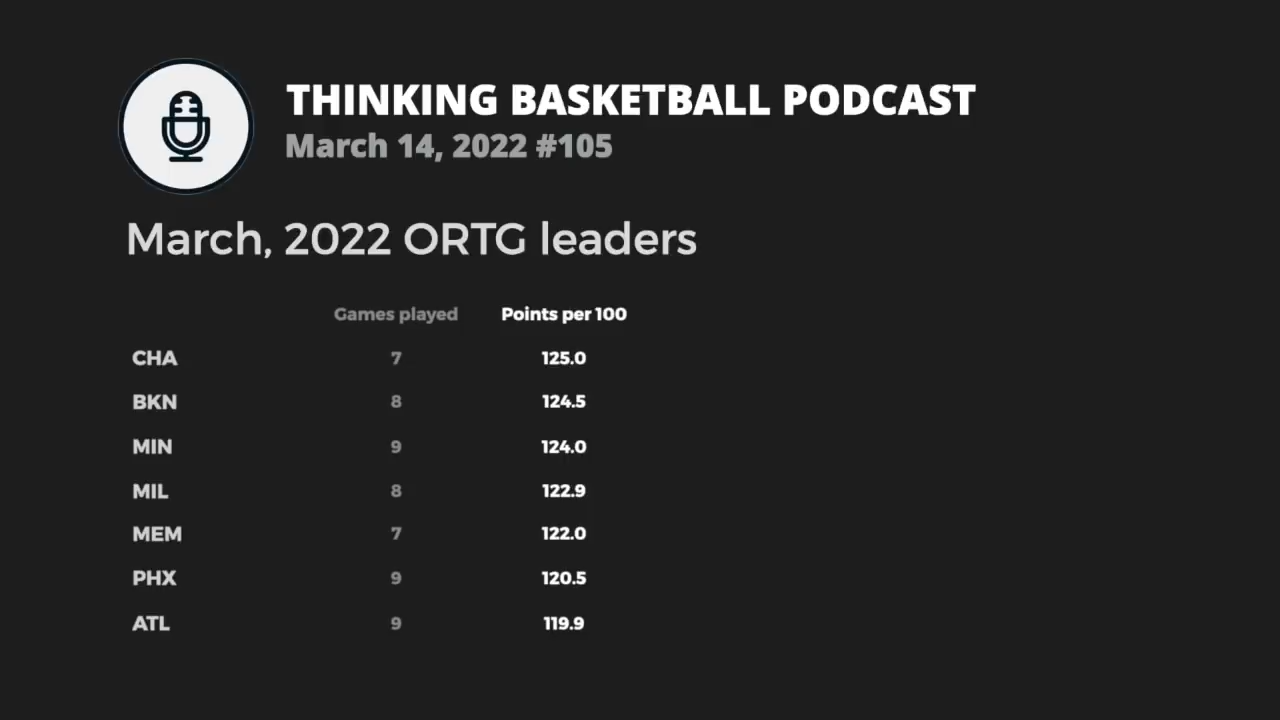 THINKING BASKETBALL PODCAST
March 14, 2022 #105
March, 2022 ORTG leaders
Games played Points per 100
CHA 7 125.0
BKN 8 124.5
MIN 9 124.0
MIL 8 122.9
MEM 7 122.0
PHX 9 120.5
ATL 9 119.9